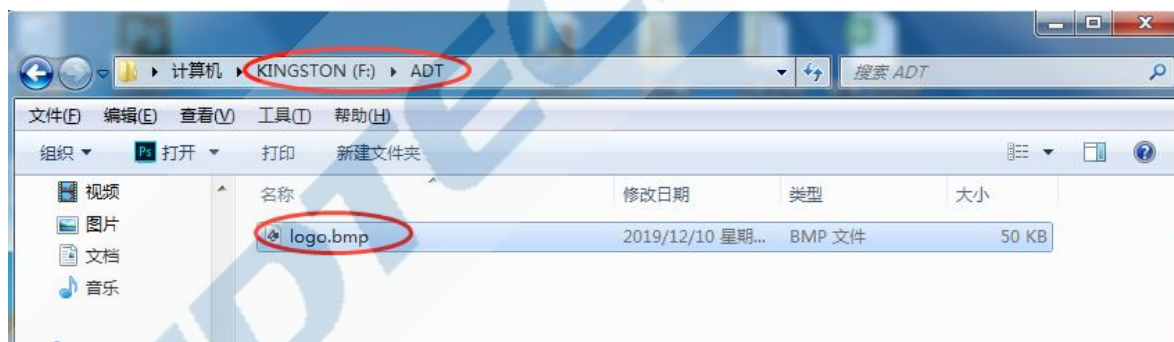 计算机 KINGSTON (F:) ADT 搜索 ADT
文件(F) 编辑(E) 查看(V) 工具(T) 帮助(H)
组织 Ps 打开 打印 新建文件夹
视频 名称 修改日期 类型 大小
图片
logo.bmp 2019/12/10 星期... BMP 文件 50 KB
文档
音乐